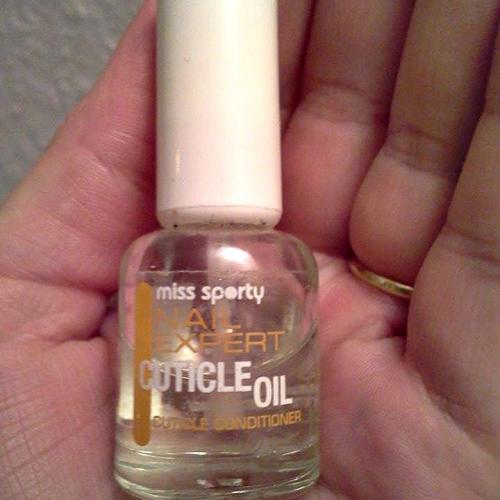 miss sporty
NAIL
EXPERT
CUTICLE OIL
CUTICLE CONDITIONER